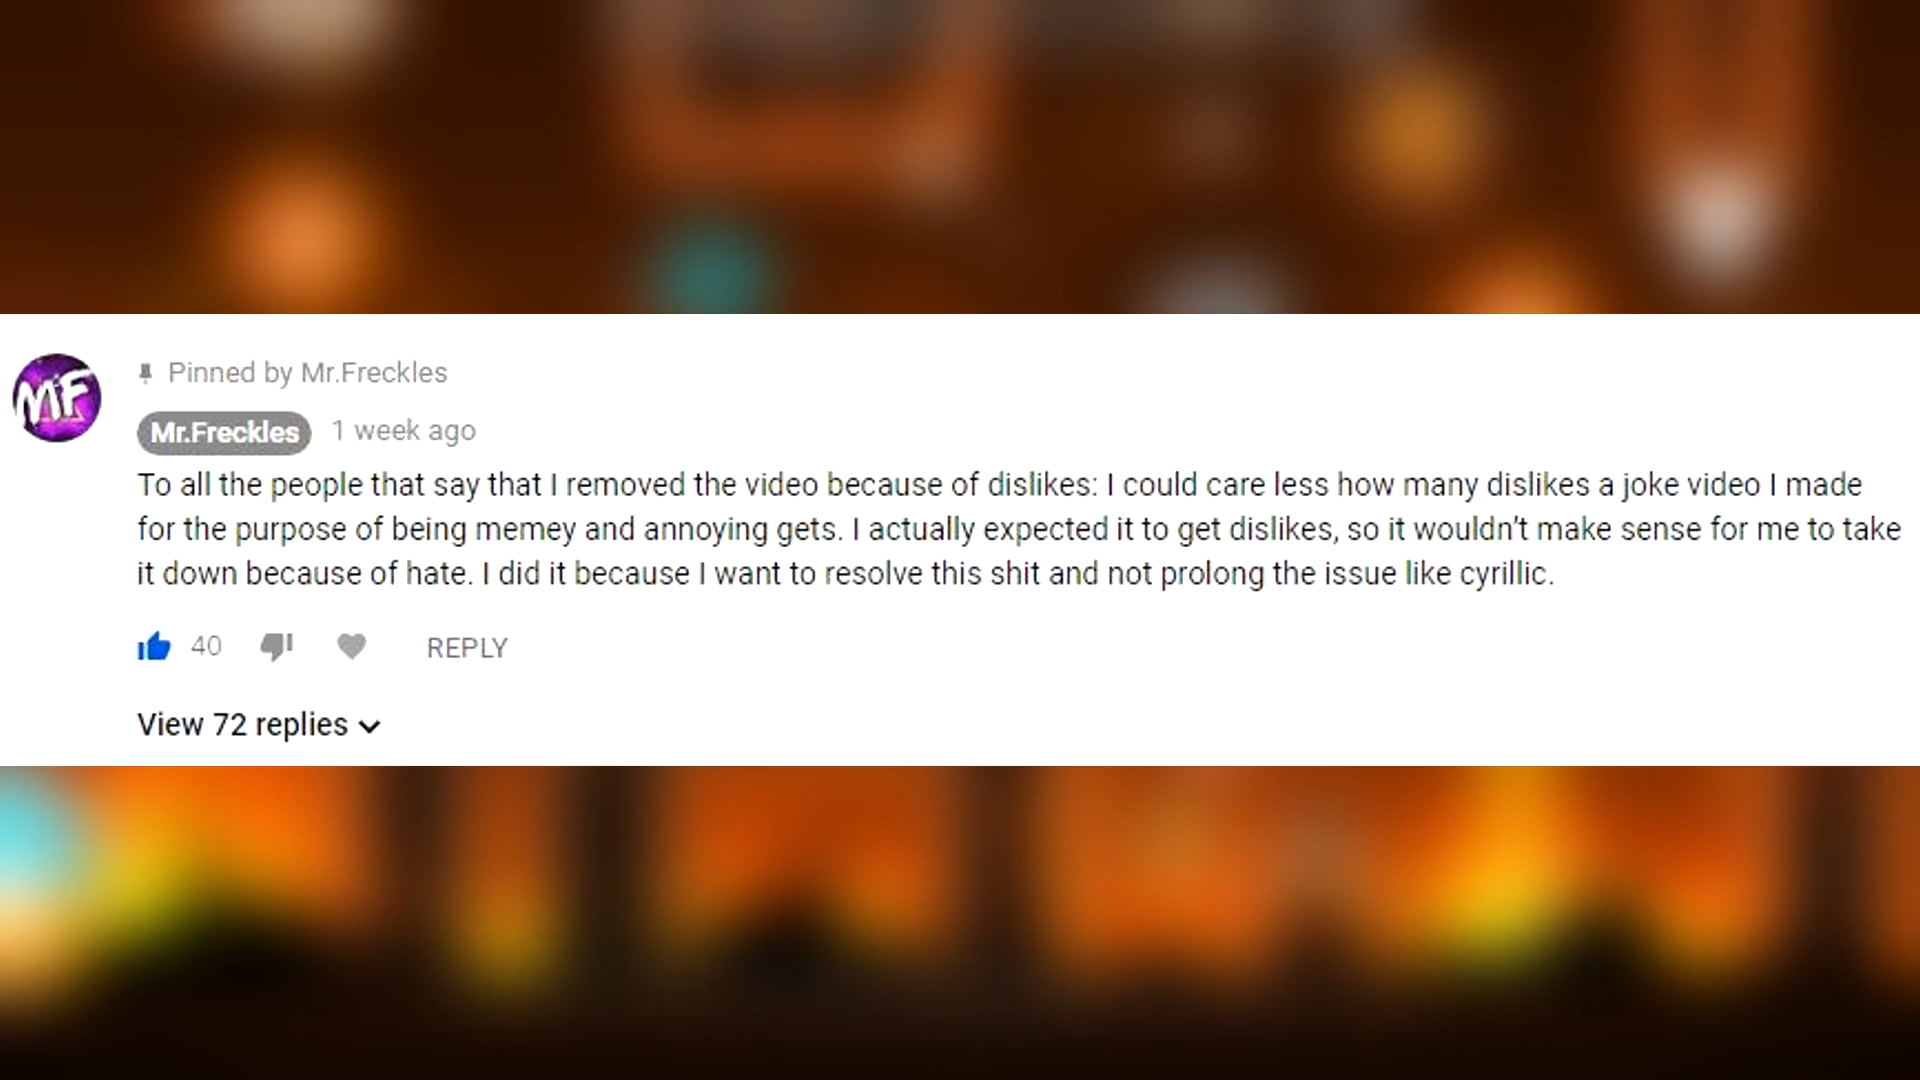 MF
Pinned by Mr.Freckles
Mr.Freckles 1 week ago
To all the people that say that I removed the video because of dislikes: I could care less how many dislikes a joke video I made
for the purpose of being memey and annoying gets. I actually expected it to get dislikes, so it wouldn't make sense for me to take
it down because of hate. I did it because I want to resolve this shit and not prolong the issue like cyrillic.
40 REPLY
View 72 replies